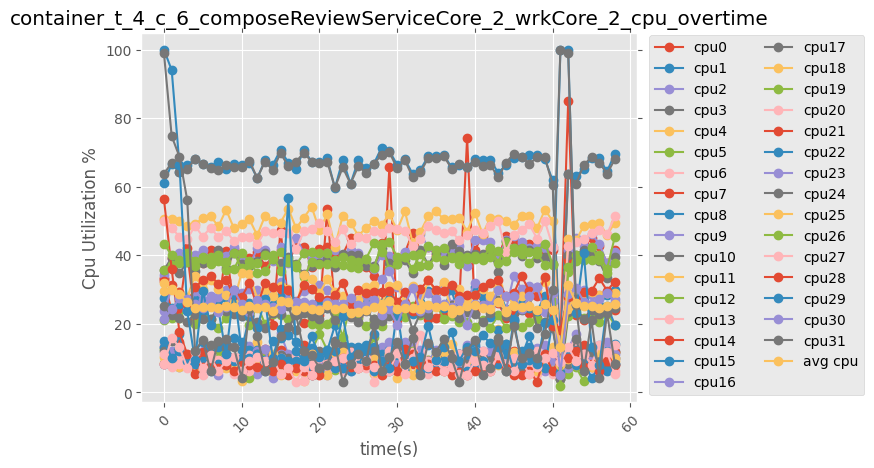 container_t_4_c_6_composeReviewServiceCore_2_wrkCore_2_cpu_overtime
Cpu Utilization %
100
80
60
40
20
0
0
10
20
30
40
50
60
time(s)
cpu0
cpu1
cpu2
cpu3
cpu4
cpu5
cpu6
cpu7
cpu8
cpu9
cpu10
cpu11
cpu12
cpu13
cpu14
cpu15
cpu16
cpu17
cpu18
cpu19
cpu20
cpu21
cpu22
cpu23
cpu24
cpu25
cpu26
cpu27
cpu28
cpu29
cpu30
cpu31
avg cpu